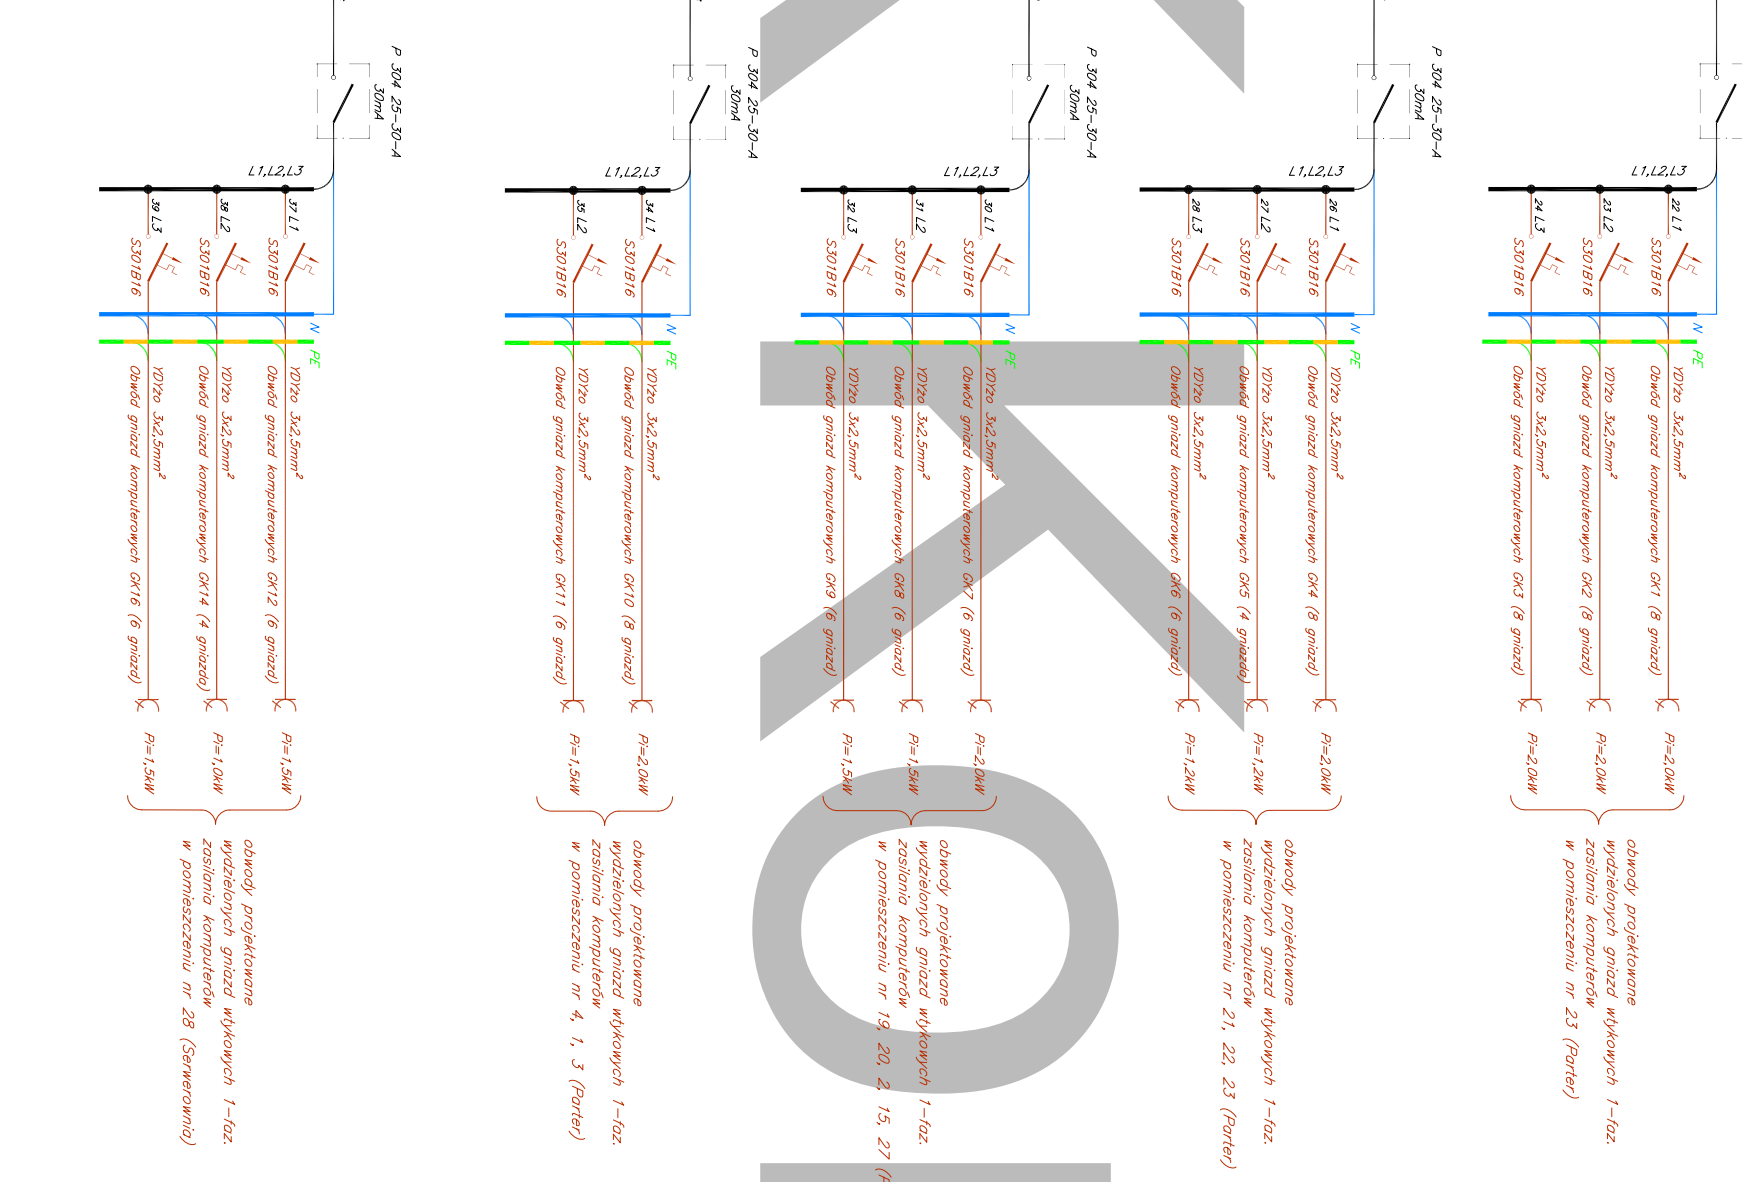 P 304 25-30-A
30mA
L1,L2,L3
37 L1
38 L2
39 L3
S301B16
S301B16
S301B16
N
PE
YDYżo 3x2,5mm²
Obwód gniazd komputerowych GK12 (6 gniazd)
YDYżo 3x2,5mm²
Obwód gniazd komputerowych GK14 (4 gniazda)
YDYżo 3x2,5mm²
Obwód gniazd komputerowych GK16 (6 gniazd)
Pi=1,5kW
Pi=1,0kW
Pi=1,5kW
obwody projektowane
wydzielonych gniazd wtykowych 1-faz.
zasilania komputerów
w pomieszczeniu nr 28 (Serwerownia)
P 304 25-30-A
30mA
L1,L2,L3
34 L1
35 L2
S301B16
S301B16
N
PE
YDYżo 3x2,5mm²
Obwód gniazd komputerowych GK10 (8 gniazd)
YDYżo 3x2,5mm²
Obwód gniazd komputerowych GK11 (6 gniazd)
Pi=2,0kW
Pi=1,5kW
obwody projektowane
wydzielonych gniazd wtykowych 1-faz.
zasilania komputerów
w pomieszczeniu nr 4, 1, 3 (Parter)
P 304 25-30-A
30mA
L1,L2,L3
30 L1
31 L2
32 L3
S301B16
S301B16
S301B16
N
PE
YDYżo 3x2,5mm²
Obwód gniazd komputerowych GK7 (6 gniazd)
YDYżo 3x2,5mm²
Obwód gniazd komputerowych GK8 (6 gniazd)
YDYżo 3x2,5mm²
Obwód gniazd komputerowych GK9 (6 gniazd)
Pi=2,0kW
Pi=1,5kW
Pi=1,5kW
obwody projektowane
wydzielonych gniazd wtykowych 1-faz.
zasilania komputerów
w pomieszczeniu nr 19, 20, 2, 15, 27
P 304 25-30-A
30mA
L1,L2,L3
26 L1
27 L2
28 L3
S301B16
S301B16
S301B16
N
PE
YDYżo 3x2,5mm²
Obwód gniazd komputerowych GK4 (8 gniazd)
YDYżo 3x2,5mm²
Obwód gniazd komputerowych GK5 (4 gniazda)
YDYżo 3x2,5mm²
Obwód gniazd komputerowych GK6 (6 gniazd)
Pi=2,0kW
Pi=1,2kW
Pi=1,2kW
obwody projektowane
wydzielonych gniazd wtykowych 1-faz.
zasilania komputerów
w pomieszczeniu nr 21, 22, 23 (Parter)
L1,L2,L3
22 L1
23 L2
24 L3
S301B16
S301B16
S301B16
N
PE
YDYżo 3x2,5mm²
Obwód gniazd komputerowych GK1 (8 gniazd)
YDYżo 3x2,5mm²
Obwód gniazd komputerowych GK2 (8 gniazd)
YDYżo 3x2,5mm²
Obwód gniazd komputerowych GK3 (8 gniazd)
Pi=2,0kW
Pi=2,0kW
Pi=2,0kW
obwody projektowane
wydzielonych gniazd wtykowych 1-faz.
zasilania komputerów
w pomieszczeniu nr 23 (Parter)